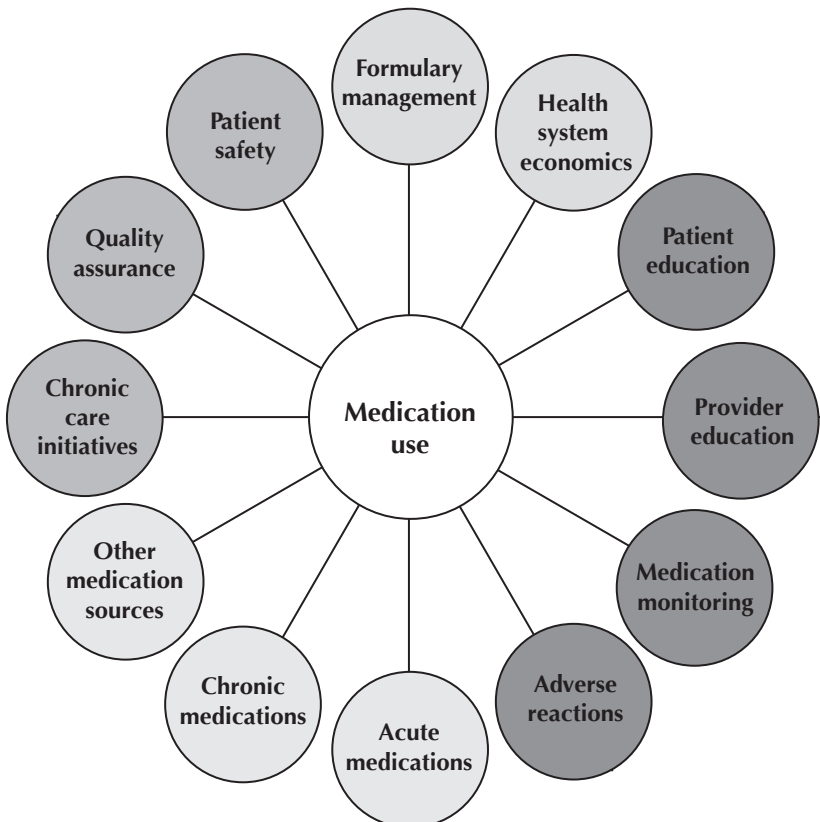 Formulary
management
Health
system
economics
Patient
education
Provider
education
Medication
monitoring
Adverse
reactions
Acute
medications
Chronic
medications
Other
medication
sources
Chronic
care
initiatives
Quality
assurance
Patient
safety
Medication
use